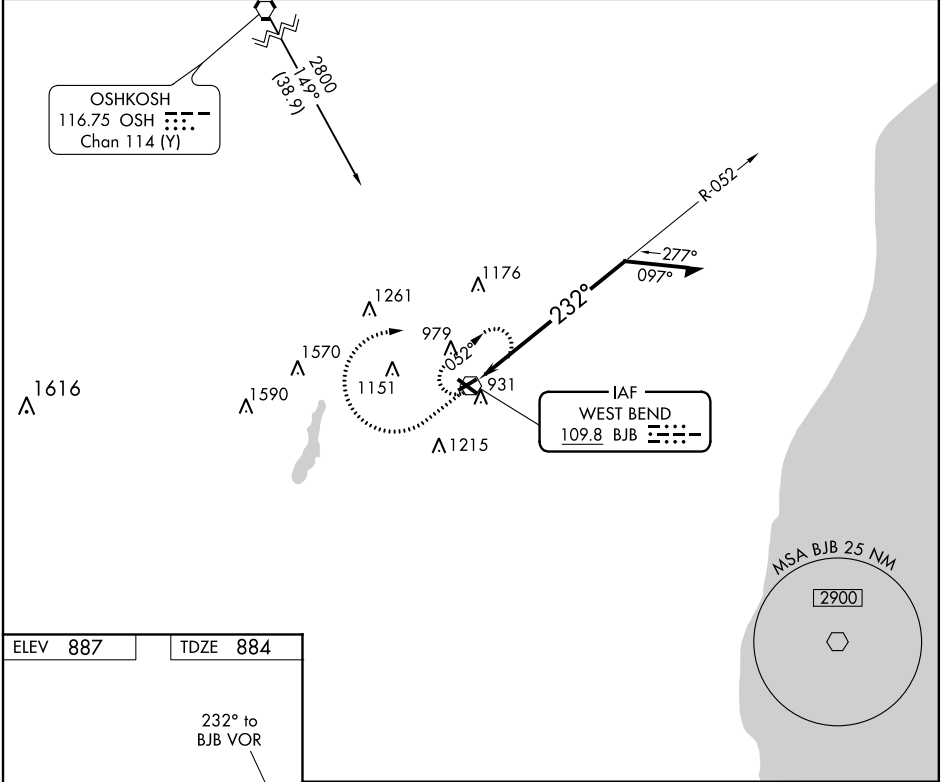 2800
149°
(38.9)
OSHKOSH
116.75 OSH
Chan 114 (Y)
R-052
277°
097°
232°
1176
1261
979
052°
1570
1151
931
1616
1590
1215
IAF
WEST BEND
109.8 BJB
MSA BJB 25 NM
2900
ELEV 887
TDZE 884
232° to
BJB VOR